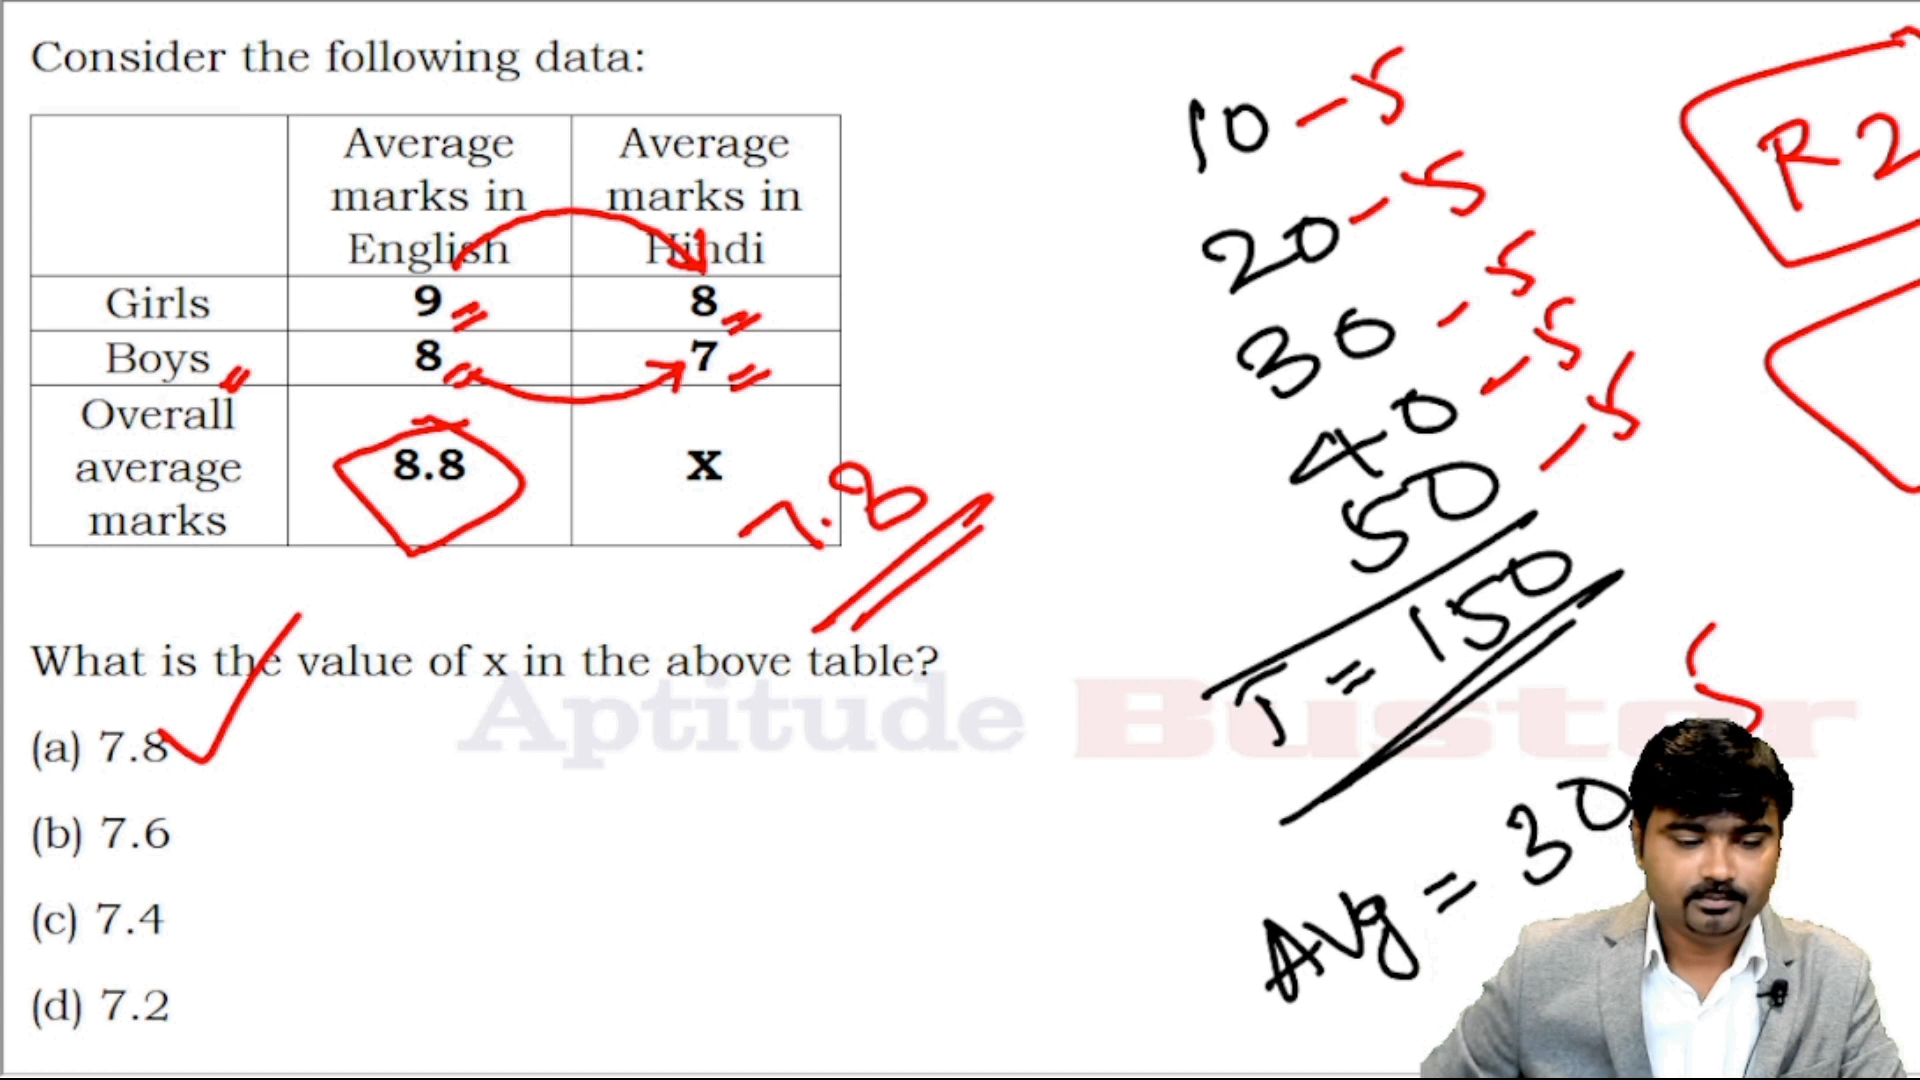 Consider the following data:
Average marks in English
Average marks in Hindi
Girls 9 8
Boys 8 7
Overall average marks 8.8 x
7.8
What is the value of x in the above table?
(a) 7.8
(b) 7.6
(c) 7.4
(d) 7.2
Aptitude Buster
10 - 5
20 - 5
30 - 5
40 - 5
50 - 5
T = 150
5
Avg = 30
R2